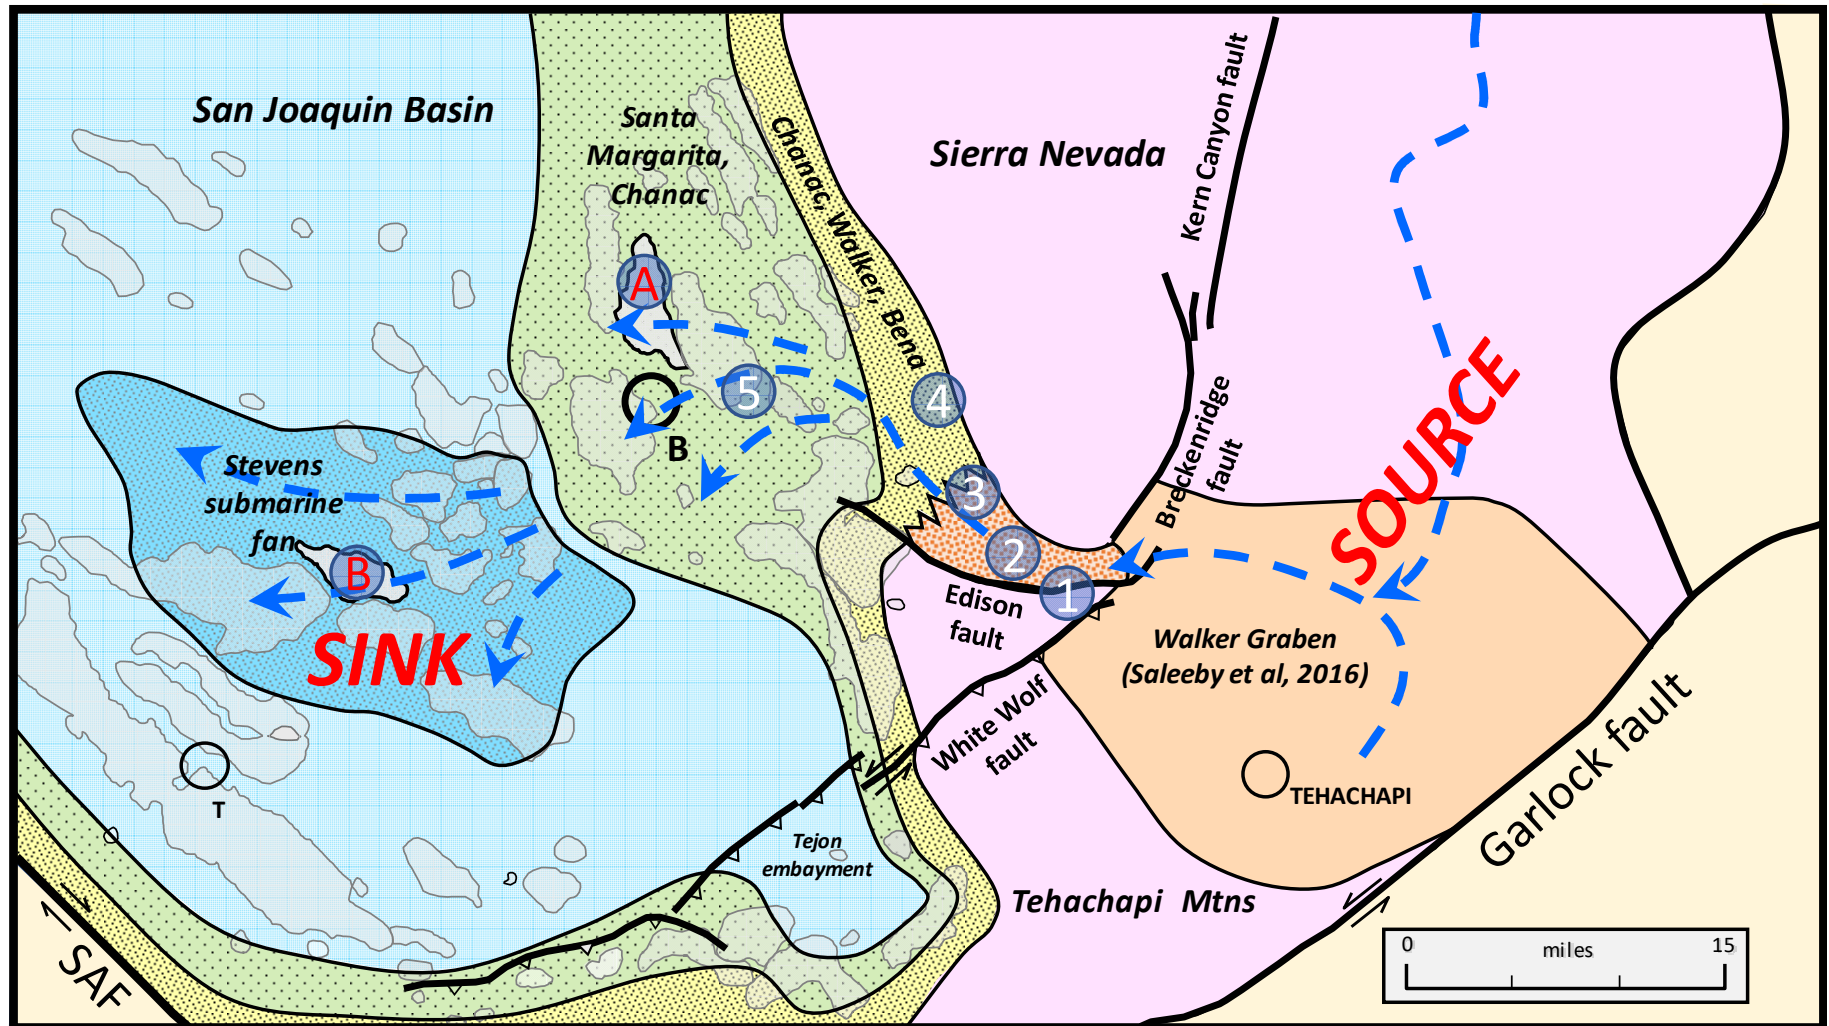 San Joaquin Basin
Santa
Margarita,
Chanac
Chanac, Walker, Bena
Sierra Nevada
Kern Canyon fault
A
5
B
4
3
2
1
Breckenridge
fault
SOURCE
Stevens
submarine
fan
B
SINK
Edison
fault
Walker Graben
(Saleeby et al, 2016)
White Wolf
fault
TEHACHAPI
T
Tejon
embayment
Tehachapi Mtns
Garlock fault
SAF
0
miles
15